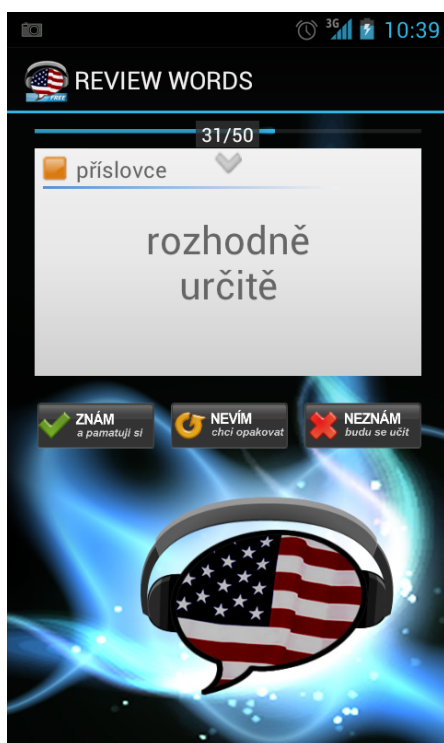 3G 10:39
FREE
REVIEW WORDS
31/50
příslovce
rozhodně
určitě
ZNÁM
a pamatuji si
NEVÍM
chci opakovat
NEZNÁM
budu se učit